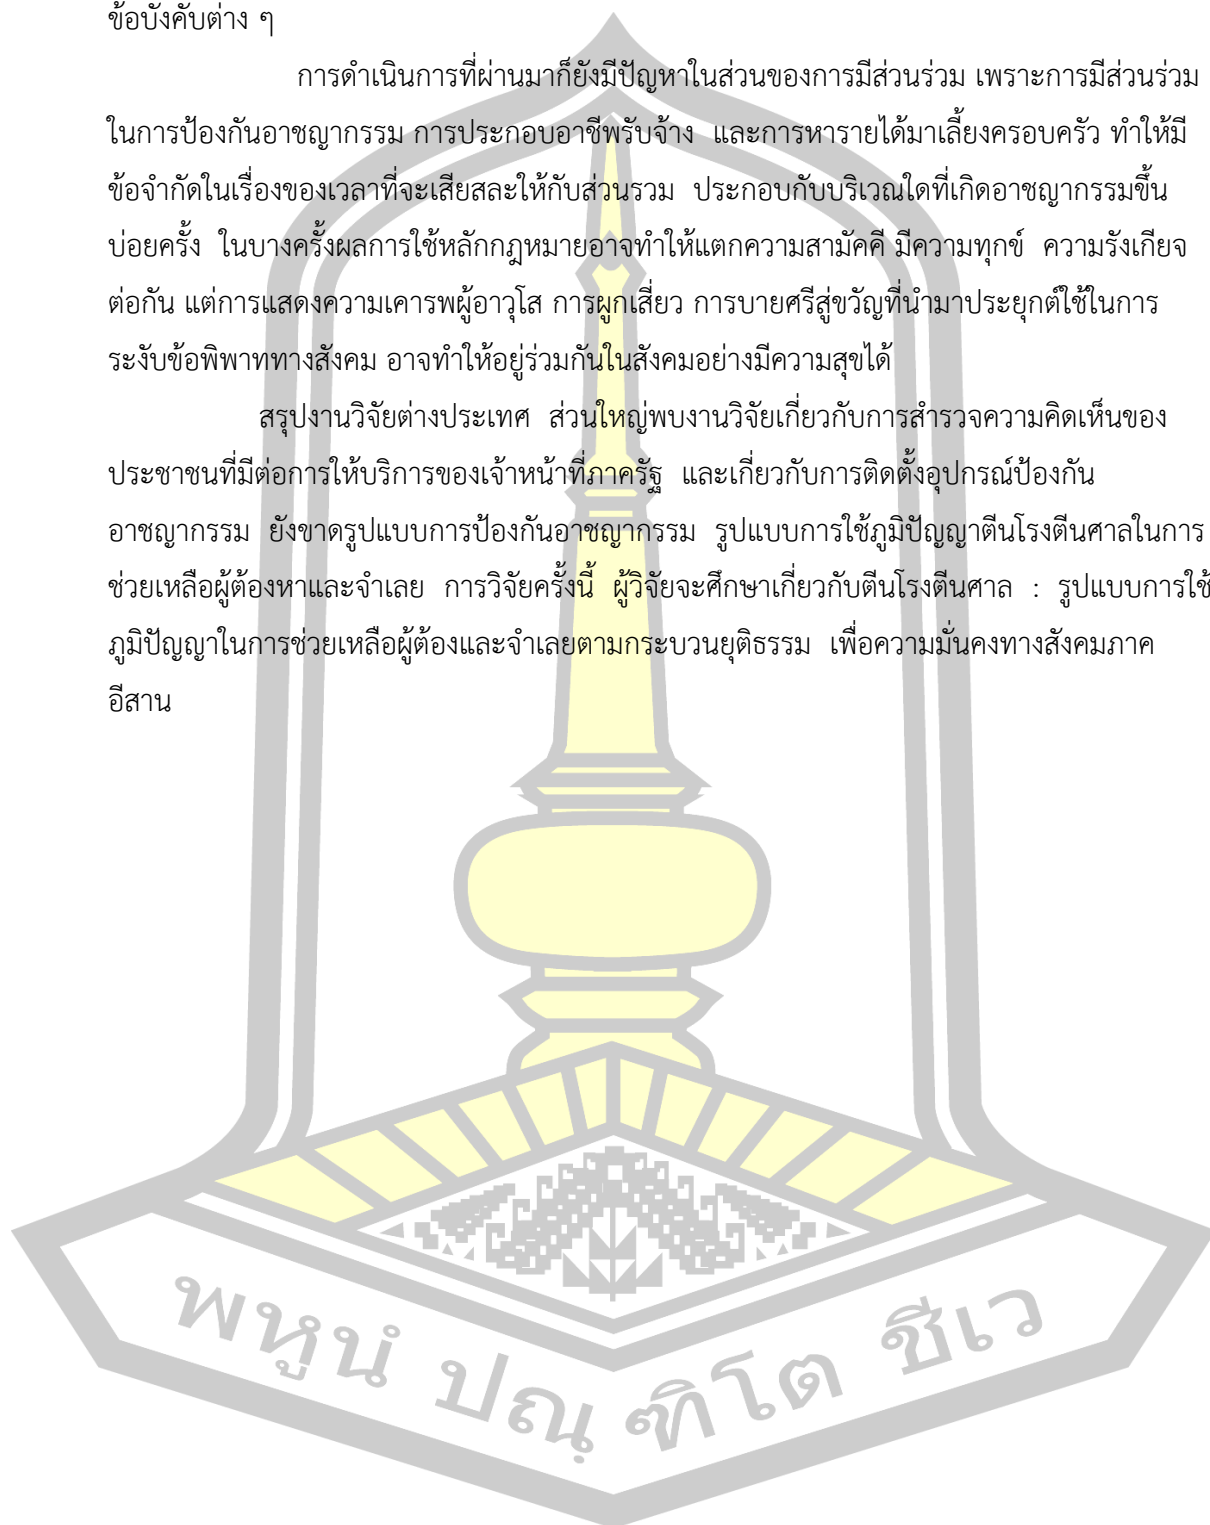 ข้อบังคับต่าง ๆ
การดำเนินการที่ผ่านมาก็ยังมีปัญหาในส่วนของการมีส่วนร่วม เพราะการมีส่วนร่วม
ในการป้องกันอาชญากรรม การประกอบอาชีพรับจ้าง และการหารายได้มาเลี้ยงครอบครัว ทำให้มี
ข้อจำกัดในเรื่องของเวลาที่จะเสียสละให้กับส่วนรวม ประกอบกับบริเวณใดที่เกิดอาชญากรรมขึ้น
บ่อยครั้ง ในบางครั้งผลการใช้หลักกฎหมายอาจทำให้แตกความสามัคคี มีความทุกข์ ความรังเกียจ
ต่อกัน แต่การแสดงความเคารพผู้อาวุโส การผูกเสี่ยว การบายศรีสู่ขวัญที่นำมาประยุกต์ใช้ในการ
ระงับข้อพิพาททางสังคม อาจทำให้อยู่ร่วมกันในสังคมอย่างมีความสุขได้
สรุปงานวิจัยต่างประเทศ ส่วนใหญ่พบงานวิจัยเกี่ยวกับการสำรวจความคิดเห็นของ
ประชาชนที่มีต่อการให้บริการของเจ้าหน้าที่ภาครัฐ และเกี่ยวกับการติดตั้งอุปกรณ์ป้องกัน
อาชญากรรม ยังขาดรูปแบบการป้องกันอาชญากรรม รูปแบบการใช้ภูมิปัญญาตีนโรงตีนศาลในการ
ช่วยเหลือผู้ต้องหาและจำเลย การวิจัยครั้งนี้ ผู้วิจัยจะศึกษาเกี่ยวกับตีนโรงตีนศาล : รูปแบบการใช้
ภูมิปัญญาในการช่วยเหลือผู้ต้องและจำเลยตามกระบวนยุติธรรม เพื่อความมั่นคงทางสังคมภาค
อีสาน
พหูนํ ปณฺฑิโต ชีเว